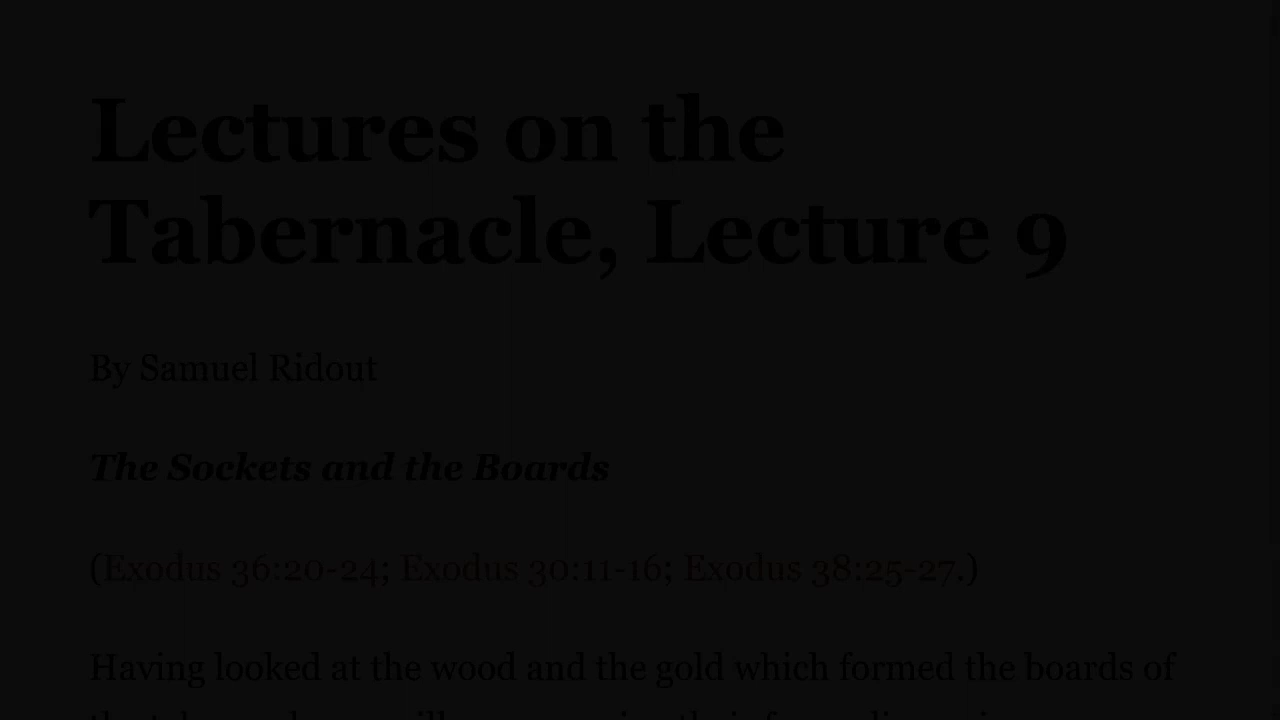 Lectures on the
Tabernacle, Lecture 9
By Samuel Ridout
The Sockets and the Boards
(Exodus 36:20-24; Exodus 30:11-16; Exodus 38:25-27.)
Having looked at the wood and the gold which formed the boards of